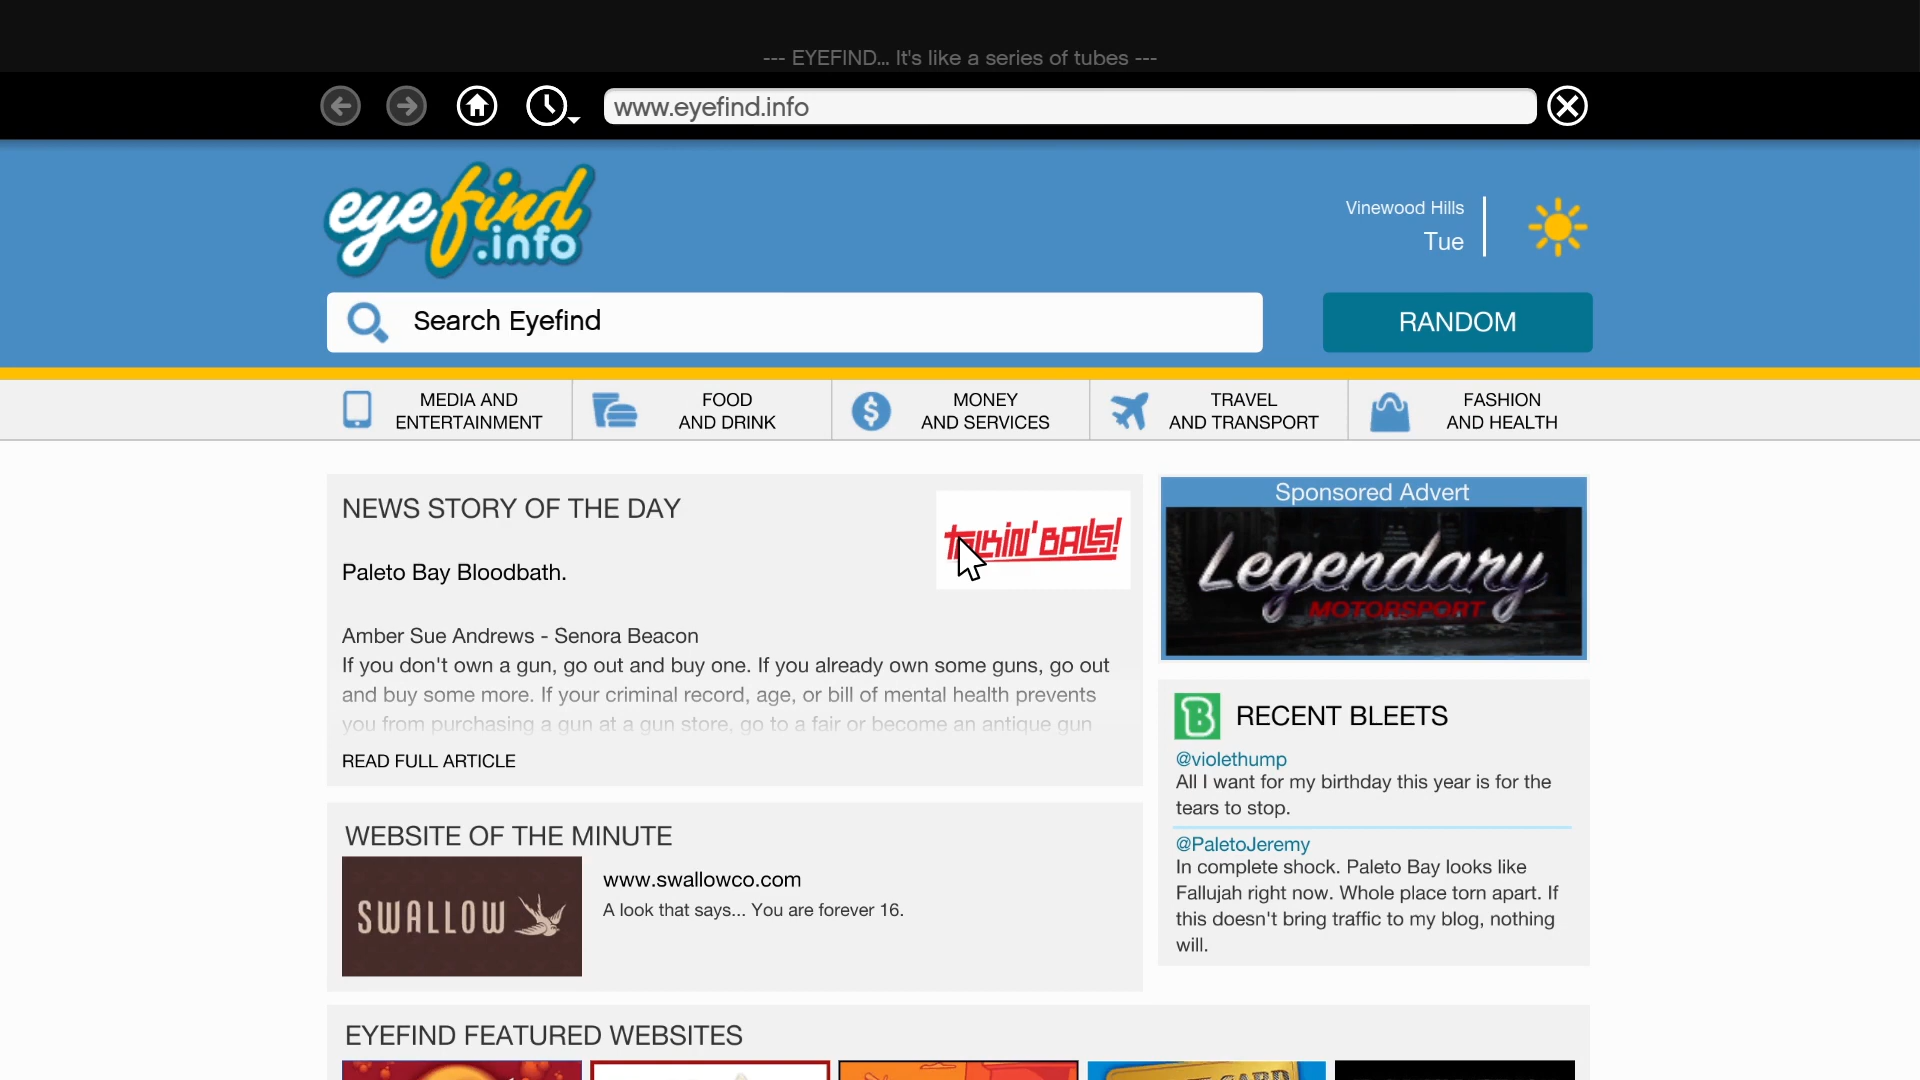 --- EYEFIND... It's like a series of tubes ---
www.eyefind.info
eyefind
.info
Vinewood Hills
Tue
Search Eyefind
RANDOM
MEDIA AND
ENTERTAINMENT
FOOD
AND DRINK
MONEY
AND SERVICES
TRAVEL
AND TRANSPORT
FASHION
AND HEALTH
NEWS STORY OF THE DAY
talkin' BALLS!
Paleto Bay Bloodbath.
Amber Sue Andrews - Senora Beacon
If you don't own a gun, go out and buy one. If you already own some guns, go out
and buy some more. If your criminal record, age, or bill of mental health prevents
you from purchasing a gun at a gun store, go to a fair or become an antique gun
READ FULL ARTICLE
Sponsored Advert
Legendary
MOTORSPORT
B
RECENT BLEETS
@violethump
All I want for my birthday this year is for the
tears to stop.
@PaletoJeremy
In complete shock. Paleto Bay looks like
Fallujah right now. Whole place torn apart. If
this doesn't bring traffic to my blog, nothing
will.
WEBSITE OF THE MINUTE
SWALLOW
www.swallowco.com
A look that says... You are forever 16.
EYEFIND FEATURED WEBSITES